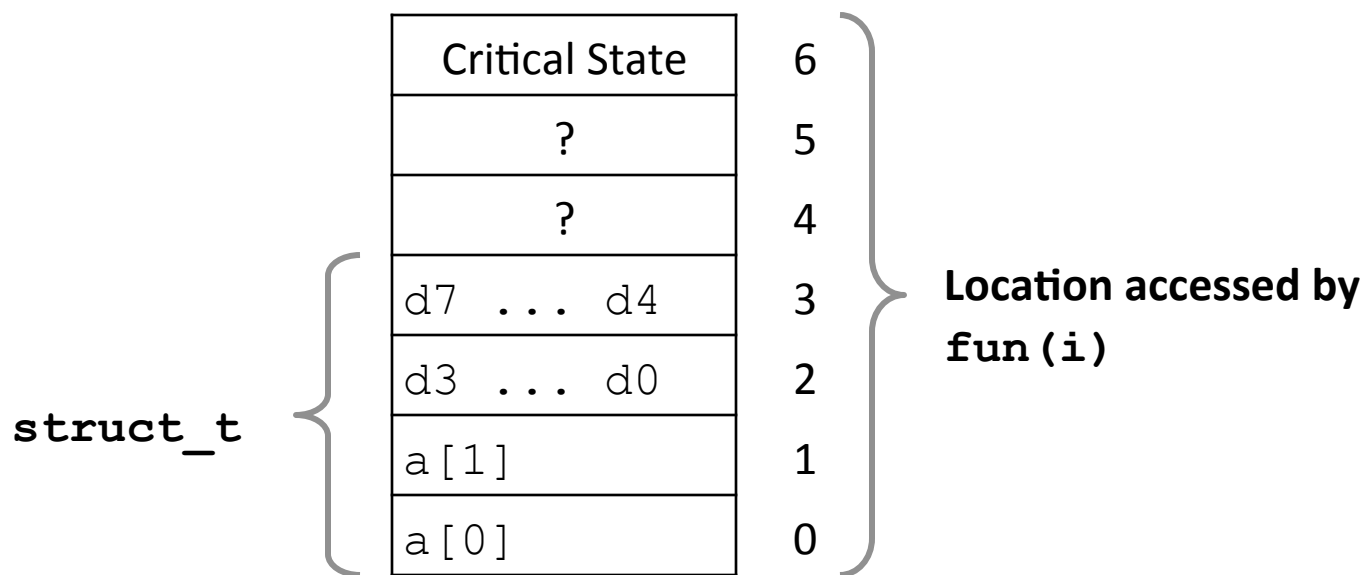 Critical State 6
? 5
? 4
d7 ... d4 3
d3 ... d0 2
a[1] 1
a[0] 0
struct_t
Location accessed by
fun(i)